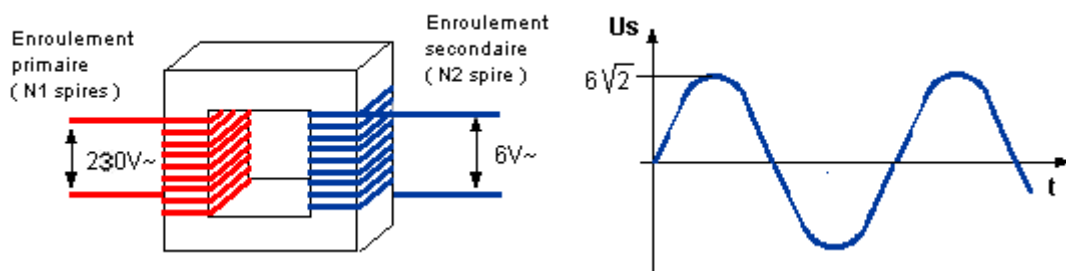 Enroulement
primaire
( N1 spires )
230V~
Enroulement
secondaire
( N2 spire )
6V~
Us
6√2
t